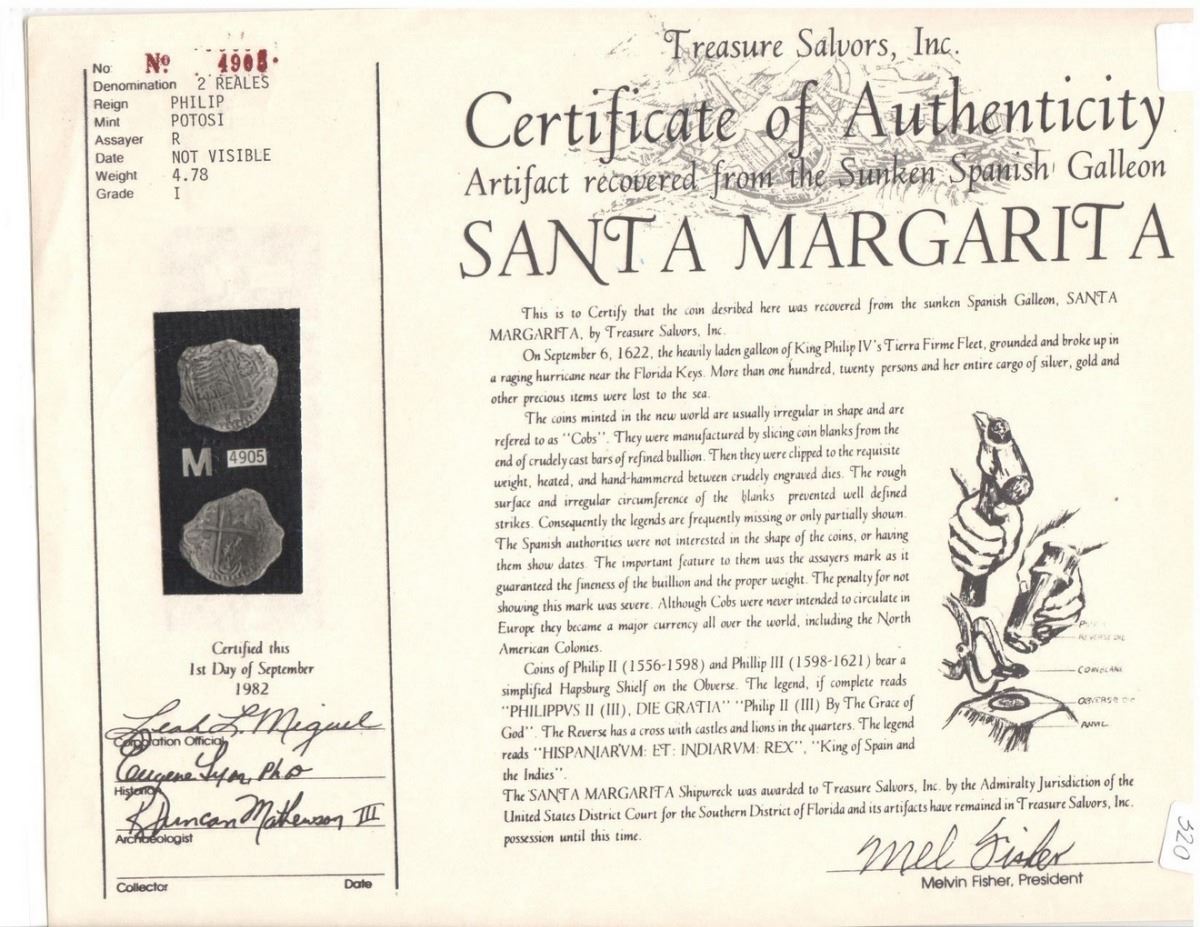 No: Nº 4905
Denomination 2 REALES
Reign PHILIP
Mint POTOSI
Assayer R
Date NOT VISIBLE
Weight 4.78
Grade I
M 4905
Certified this
1st Day of September
1982
Leah L. Miguel
Corporation Official
Eugene Lyon, PhD
Historian
R Duncan Mathewson III
Archaeologist
Collector Date
Treasure Salvors, Inc.
Certificate of Authenticity
Artifact recovered from the Sunken Spanish Galleon
SANTA MARGARITA
This is to Certify that the coin desribed here was recovered from the sunken Spanish Galleon, SANTA
MARGARITA, by Treasure Salvors, Inc.
On September 6, 1622, the heavily laden galleon of King Philip IV's Tierra Firme Fleet, grounded and broke up in
a raging hurricane near the Florida Keys. More than one hundred, twenty persons and her entire cargo of silver, gold and
other precious items were lost to the sea.
The coins minted in the new world are usually irregular in shape and are
refered to as "Cobs". They were manufactured by slicing coin blanks from the
end of crudely cast bars of refined bullion. Then they were clipped to the requisite
weight, heated, and hand-hammered between crudely engraved dies. The rough
surface and irregular circumference of the blanks prevented well defined
strikes. Consequently the legends are frequently missing or only partially shown.
The Spanish authorities were not interested in the shape of the coins, or having
them show dates. The important feature to them was the assayers mark as it
guaranteed the fineness of the buillion and the proper weight. The penalty for not
showing this mark was severe. Although Cobs were never intended to circulate in
Europe they became a major currency all over the world, including the North
American Colonies.
Coins of Philip II (1556-1598) and Phillip III (1598-1621) bear a
simplified Hapsburg Shielf on the Obverse. The legend, if complete reads
"PHILIPPVS II (III), DIE GRATIA" "Philip II (III) By The Grace of
God". The Reverse has a cross with castles and lions in the quarters. The legend
reads "HISPANIARVM: ET: INDIARVM: REX", "King of Spain and
the Indies".
The SANTA MARGARITA Shipwreck was awarded to Treasure Salvors, Inc. by the Admiralty Jurisdiction of the
United States District Court for the Southern District of Florida and its artifacts have remained in Treasure Salvors, Inc.
possession until this time.
REVERSE DIE
COIN BLANK
OBVERSE DIE
ANVIL
Mel Fisher
Melvin Fisher, President
320